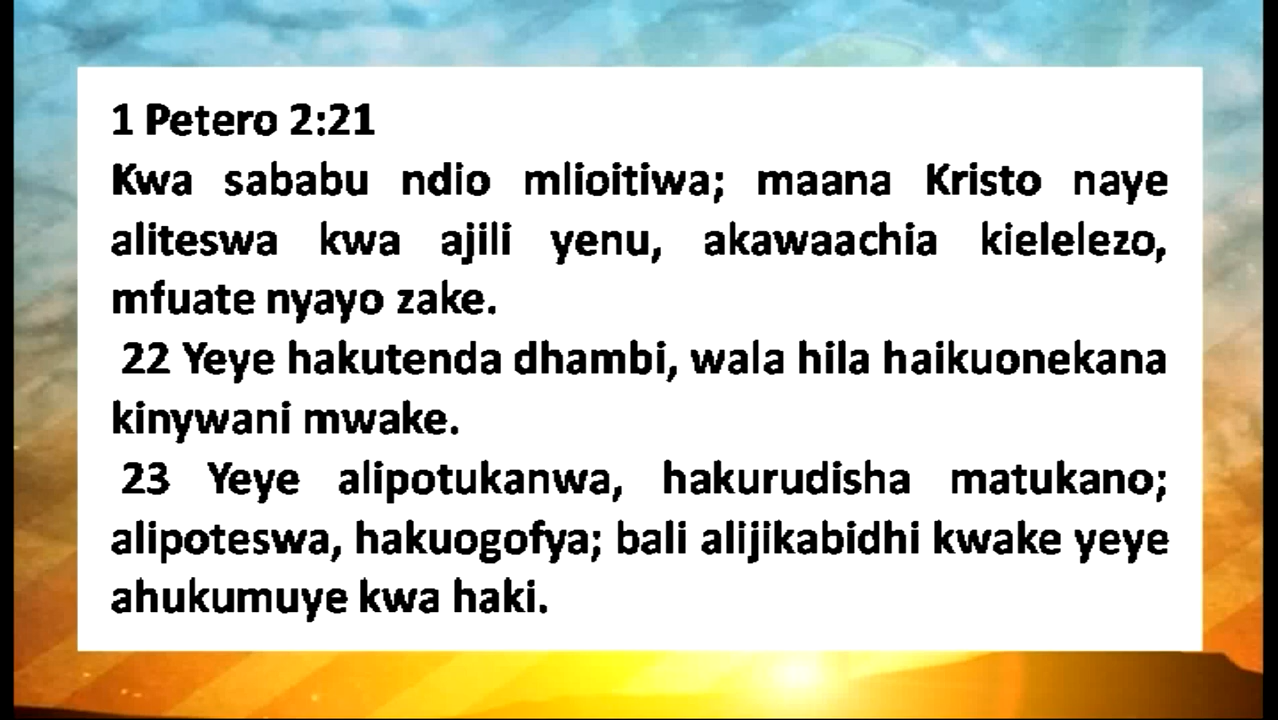 1 Petero 2:21
Kwa sababu ndio mlioitiwa; maana Kristo naye
aliteswa kwa ajili yenu, akawaachia kielelezo,
mfuate nyayo zake.
22 Yeye hakutenda dhambi, wala hila haikuonekana
kinywani mwake.
23 Yeye alipotukanwa, hakurudisha matukano;
alipoteswa, hakuogofya; bali alijikabidhi kwake yeye
ahukumuye kwa haki.